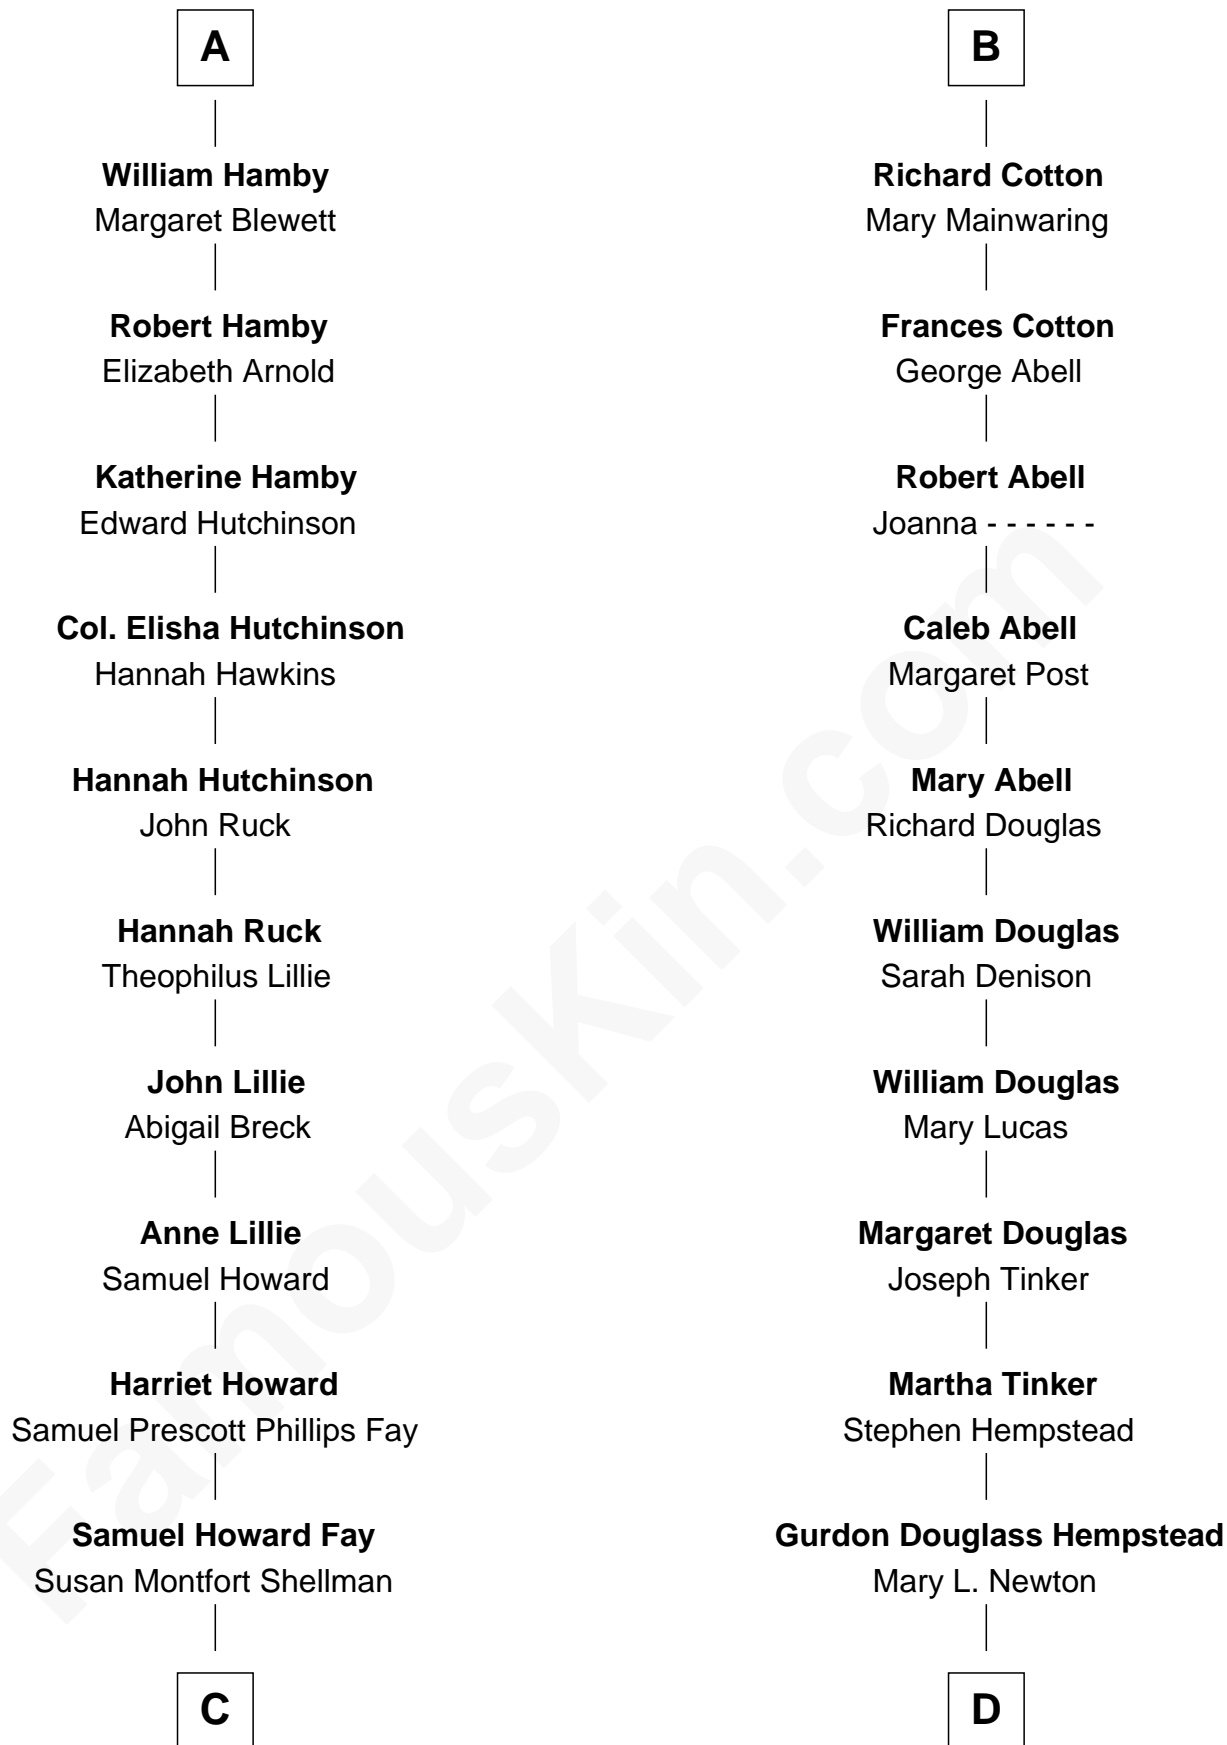 A
William Hamby
Margaret Blewett
Robert Hamby
Elizabeth Arnold
Katherine Hamby
Edward Hutchinson
Col. Elisha Hutchinson
Hannah Hawkins
Hannah Hutchinson
John Ruck
Hannah Ruck
Theophilus Lillie
John Lillie
Abigail Breck
Anne Lillie
Samuel Howard
Harriet Howard
Samuel Prescott Phillips Fay
Samuel Howard Fay
Susan Montfort Shellman
C
B
Richard Cotton
Mary Mainwaring
Frances Cotton
George Abell
Robert Abell
Joanna - - - - - -
Caleb Abell
Margaret Post
Mary Abell
Richard Douglas
William Douglas
Sarah Denison
William Douglas
Mary Lucas
Margaret Douglas
Joseph Tinker
Martha Tinker
Stephen Hempstead
Gurdon Douglass Hempstead
Mary L. Newton
D
FamousKin.com